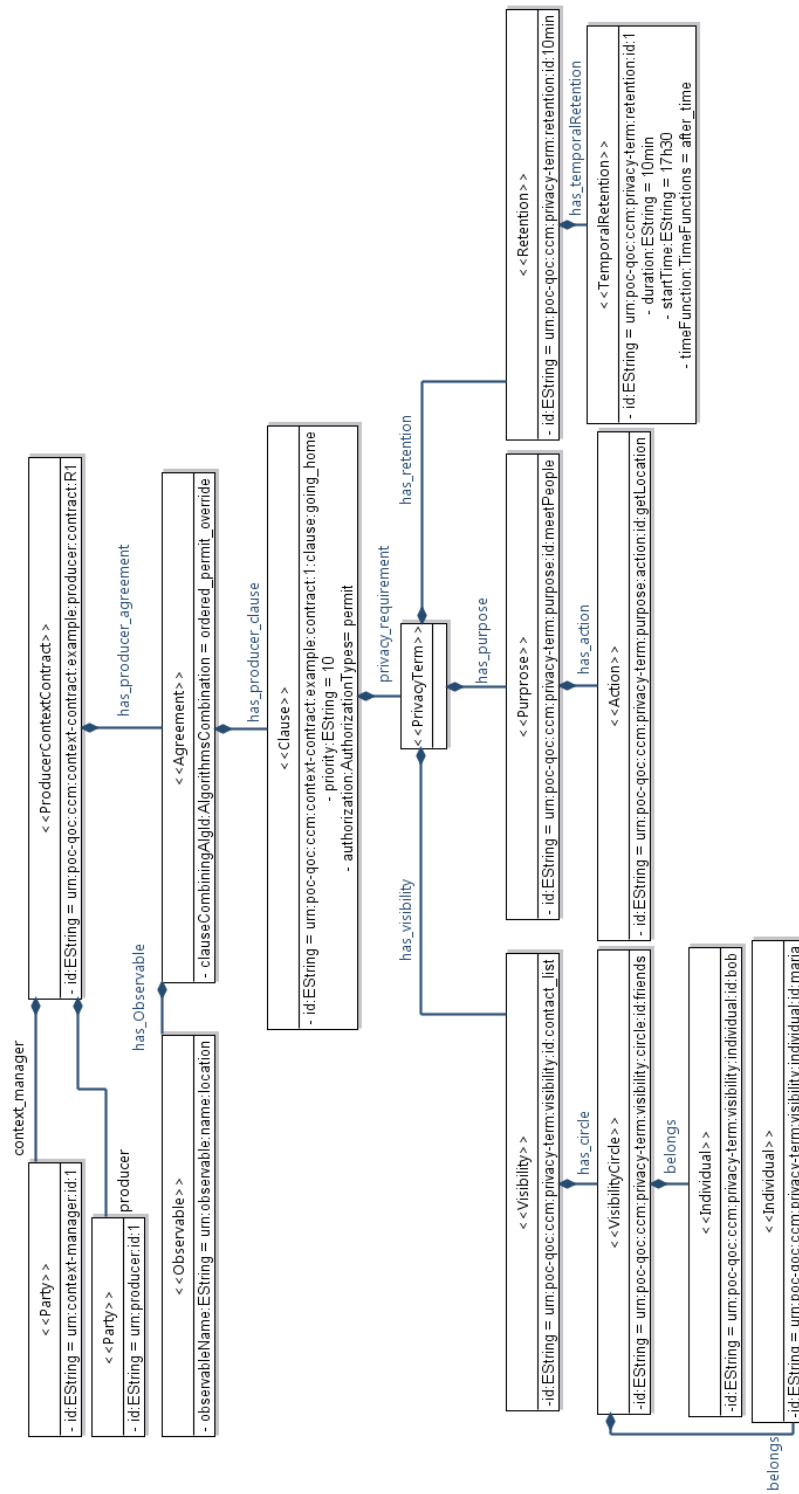 <<ProducerContextContract>>
- id:EString = urn:poc-qoc:ccm:context-contract:example:producer:contract:R1
context_manager
<<Party>>
- id:EString = urn:context-manager:id:1
producer
<<Party>>
- id:EString = urn:producer:id:1
has_producer_agreement
has_Observable
<<Observable>>
- observableName:EString = urn:observable:name:location
<<Agreement>>
- clauseCombiningAlgId:AlgorithmsCombination = ordered_permit_override
has_producer_clause
<<Clause>>
- id:EString = urn:poc-qoc:ccm:context-contract:example:contract:1:clause:going_home
- priority:EString = 10
- authorization:AuthorizationTypes= permit
privacy_requirement
<<PrivacyTerm>>
has_visibility
has_purpose
has_retention
<<Visibility>>
-id:EString = urn:poc-qoc:ccm:privacy-term:visibility:id:contact_list
has_circle
<<VisibilityCircle>>
-id:EString = urn:poc-qoc:ccm:privacy-term:visibility:circle:id:friends
belongs
<<Individual>>
-id:EString = urn:poc-qoc:ccm:privacy-term:visibility:individual:id:bob
belongs
<<Individual>>
-id:EString = urn:poc-qoc:ccm:privacy-term:visibility:individual:id:maria
<<Purprose>>
- id:EString = urn:poc-qoc:ccm:privacy-term:purpose:id:meetPeople
has_action
<<Action>>
- id:EString = urn:poc-qoc:ccm:privacy-term:purpose:action:id:getLocation
<<Retention>>
- id:EString = urn:poc-qoc:ccm:privacy-term:retention:id:10min
has_temporalRetention
<<TemporalRetention>>
- id:EString = urn:poc-qoc:ccm:privacy-term:retention:id:1
- duration:EString = 10min
- startTime:EString = 17h30
- timeFunction:TimeFunctions = after_time